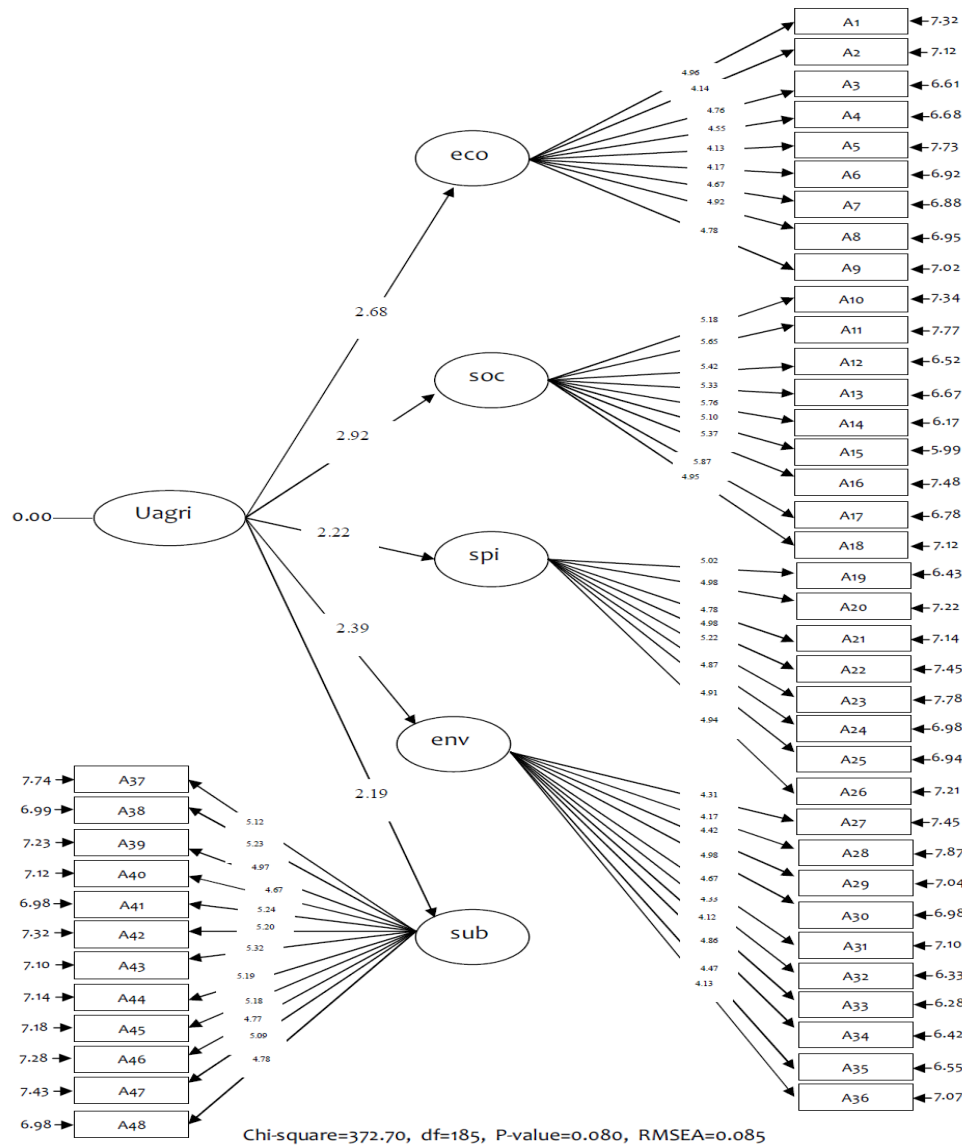 A1 7.32
A2 7.12
A3 6.61
A4 6.68
A5 7.73
A6 6.92
A7 6.88
A8 6.95
A9 7.02
4.96
4.14
4.76
4.55
4.13
4.17
4.67
4.92
4.78
eco
2.68
A10 7.34
A11 7.77
A12 6.52
A13 6.67
A14 6.17
A15 5.99
A16 7.48
A17 6.78
A18 7.12
5.18
5.65
5.42
5.33
5.76
5.10
5.37
5.87
4.95
soc
2.92
0.00 Uagri
2.22
spi
A19 6.43
A20 7.22
A21 7.14
A22 7.45
A23 7.78
A24 6.98
A25 6.94
A26 7.21
5.02
4.98
4.78
4.98
5.22
4.87
4.91
4.94
2.39
env
A27 7.45
A28 7.87
A29 7.04
A30 6.98
A31 7.10
A32 6.33
A33 6.28
A34 6.42
A35 6.55
A36 7.07
4.31
4.17
4.42
4.98
4.67
4.33
4.12
4.86
4.47
4.13
2.19
sub
7.74 A37
6.99 A38
7.23 A39
7.12 A40
6.98 A41
7.32 A42
7.10 A43
7.14 A44
7.18 A45
7.28 A46
7.43 A47
6.98 A48
5.12
5.23
4.97
4.67
5.24
5.20
5.32
5.19
5.18
4.77
5.09
4.78
Chi-square=372.70, df=185, P-value=0.080, RMSEA=0.085